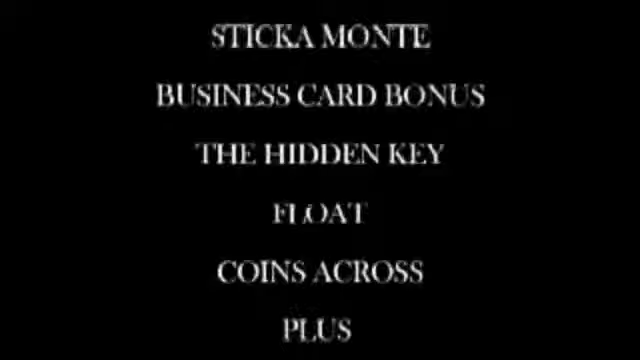 STICKA MONTE
BUSINESS CARD BONUS
THE HIDDEN KEY
FLOAT
COINS ACROSS
PLUS